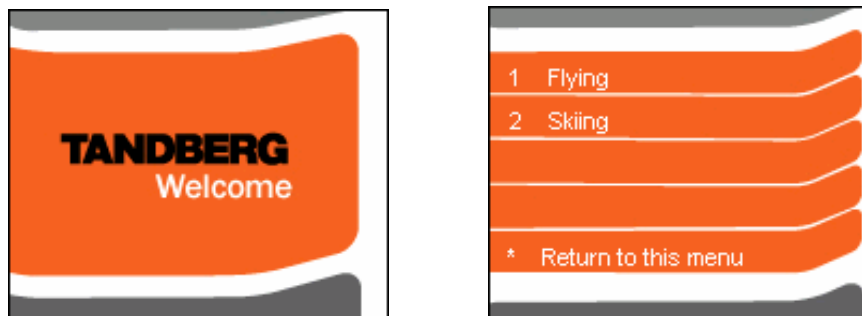 TANDBERG
Welcome
1 Flying
2 Skiing
* Return to this menu